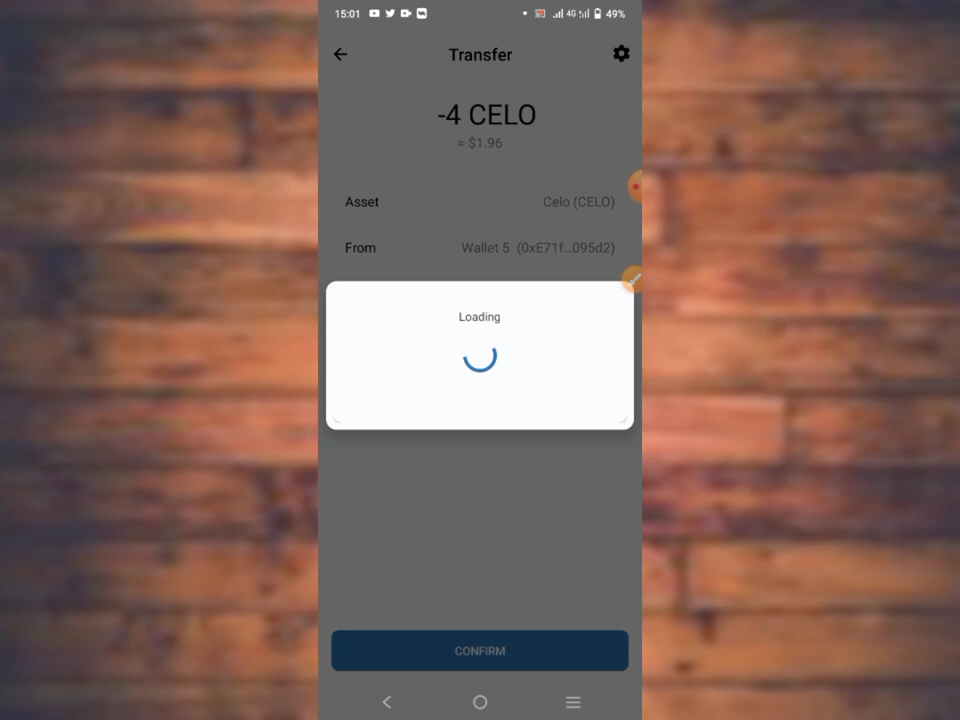 15:01 4G 49%
Transfer
-4 CELO
≈ $1.96
Asset Celo (CELO)
From Wallet 5 (0xE71f...095d2)
Loading
CONFIRM